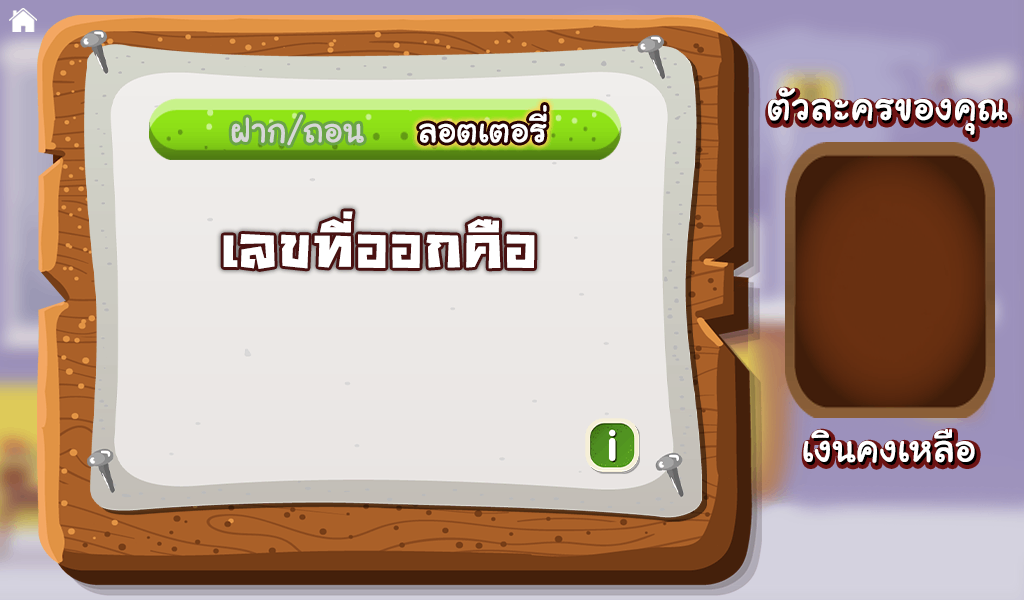 ฝาก/ถอน ลอตเตอรี่
เลขที่ออกคือ
i
ตัวละครของคุณ
เงินคงเหลือ